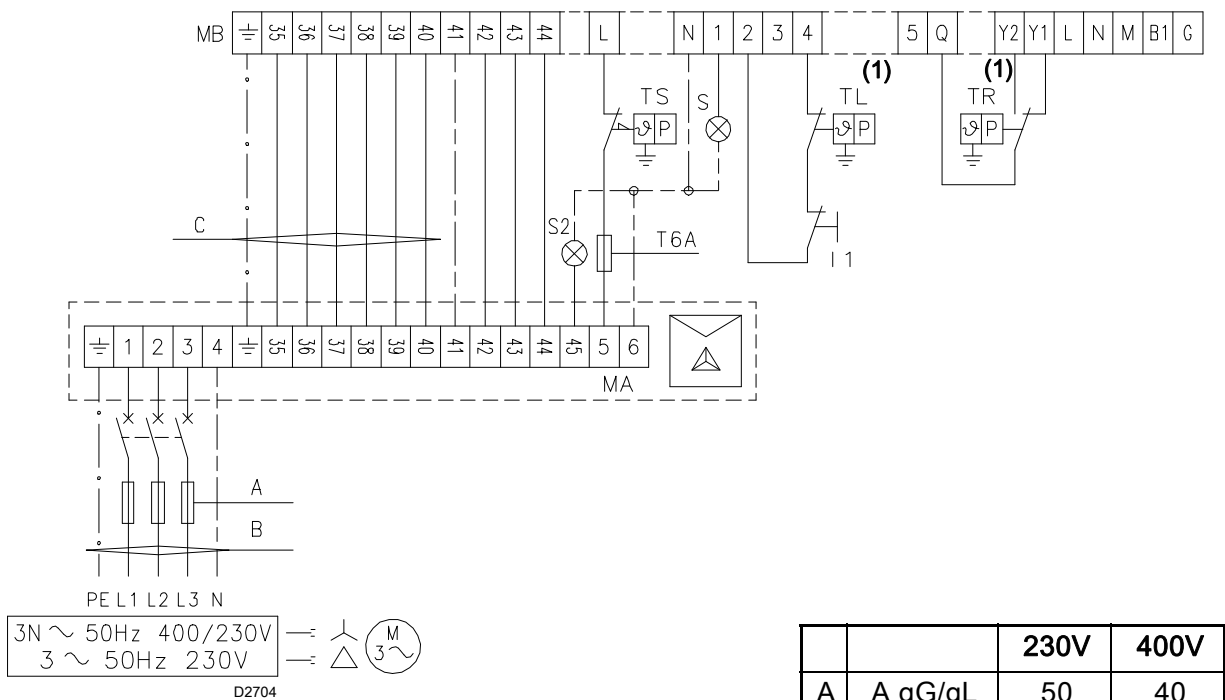 MB ⏚ 35 36 37 38 39 40 41 42 43 44 L N 1 2 3 4 5 Q Y2 Y1 L N M B1 G
(1) (1)
TS S TL TR
ϑ P ϑ P ϑ P
C S2 T6A I1
⏚ 1 2 3 4 ⏚ 35 36 37 38 39 40 41 42 43 44 45 5 6
MA
A
B
PE L1 L2 L3 N
3N ~ 50Hz 400/230V
3 ~ 50Hz 230V
M
3~
D2704
230V 400V
A A gG/gL 50 40